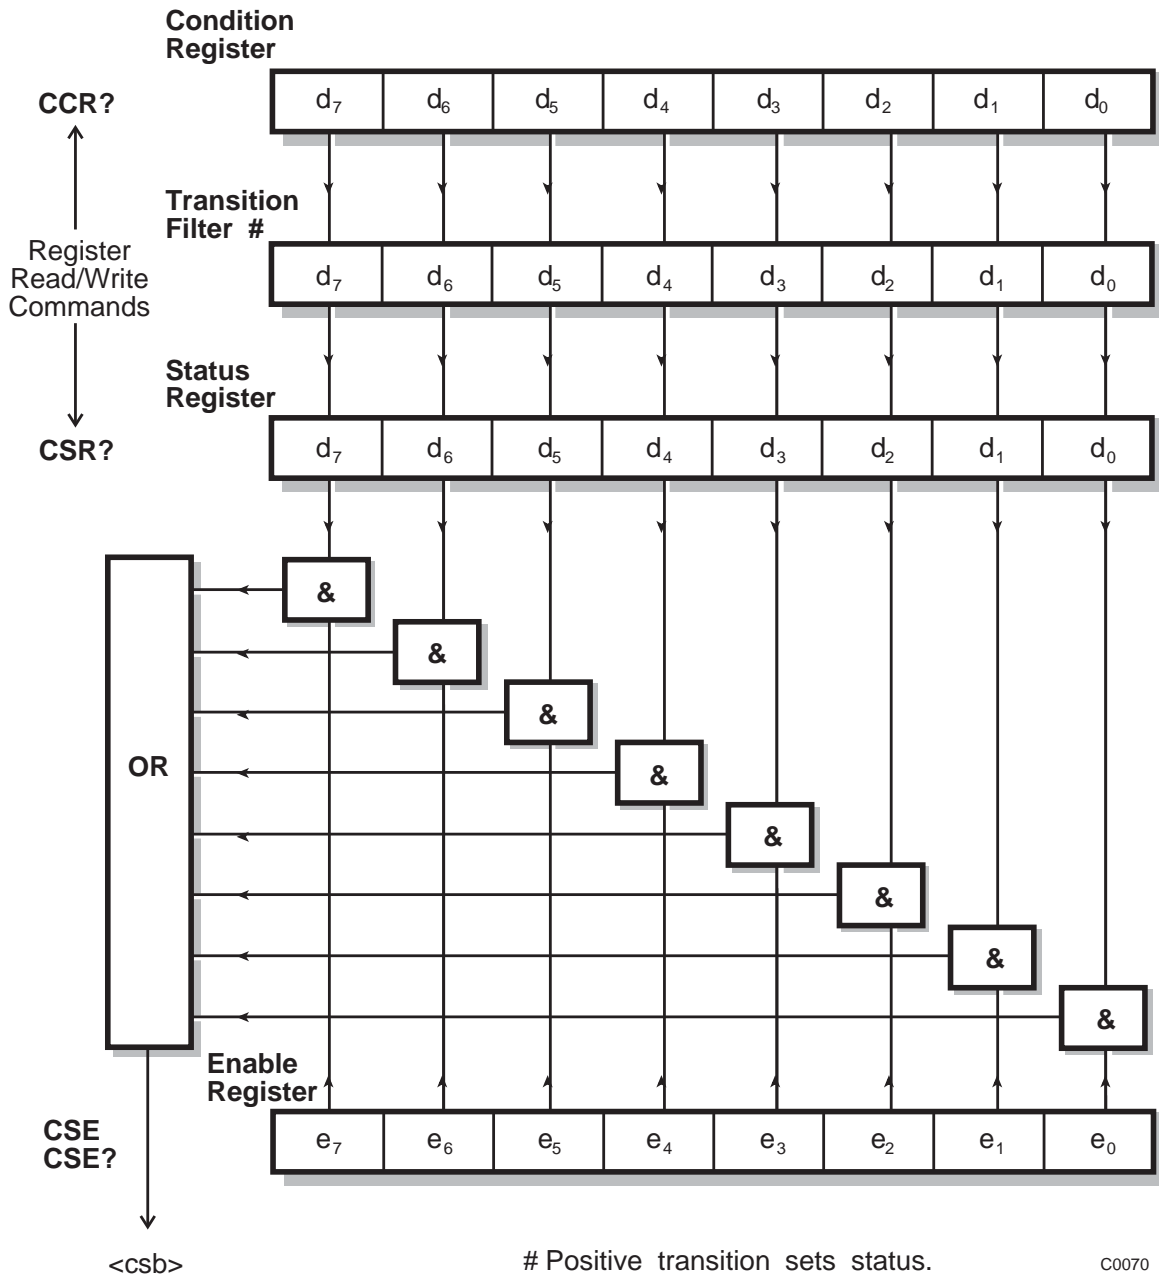 Condition
Register
CCR?
d7 d6 d5 d4 d3 d2 d1 d0
Transition
Filter #
Register
Read/Write
Commands
d7 d6 d5 d4 d3 d2 d1 d0
Status
Register
CSR?
d7 d6 d5 d4 d3 d2 d1 d0
&
&
&
&
&
&
&
&
OR
Enable
Register
CSE
CSE?
e7 e6 e5 e4 e3 e2 e1 e0
<csb>
# Positive transition sets status.
C0070